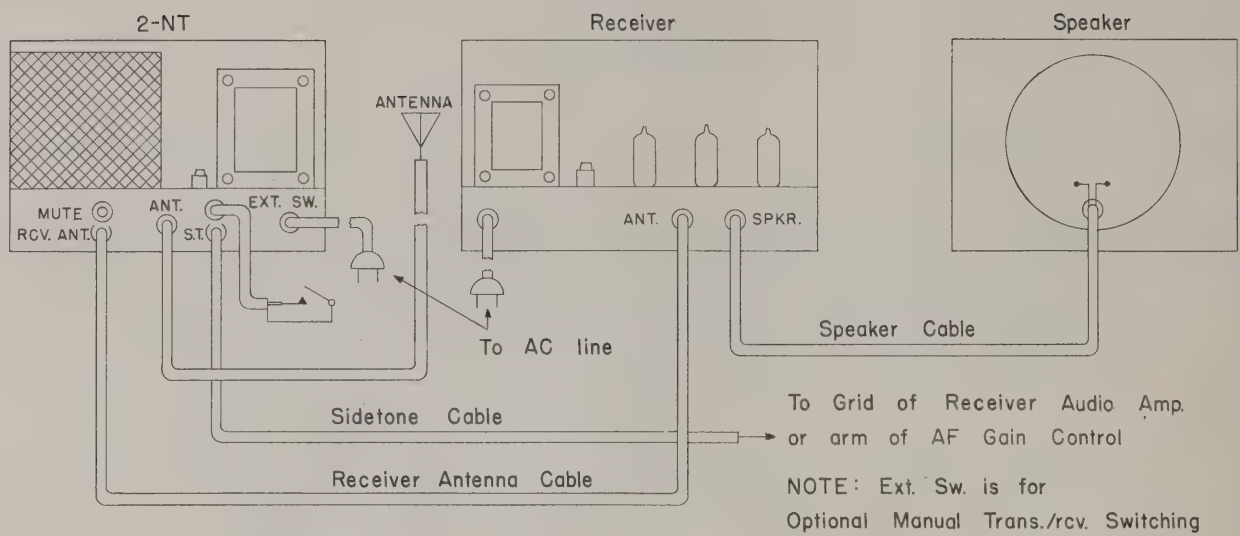 2-NT
Receiver
Speaker
ANTENNA
MUTE
ANT.
EXT. SW.
RCV. ANT.
S.T.
ANT.
SPKR.
To AC line
Speaker Cable
Sidetone Cable
To Grid of Receiver Audio Amp.
or arm of AF Gain Control
Receiver Antenna Cable
NOTE: Ext. Sw. is for
Optional Manual Trans./rcv. Switching